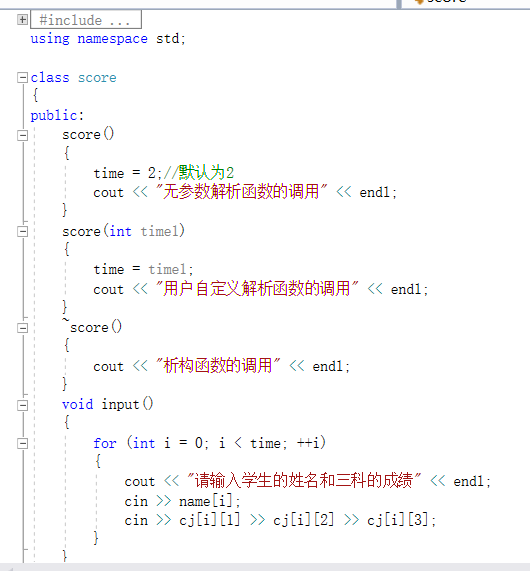 score
#include ...
using namespace std;
class score
{
public:
score()
{
time = 2;//默认为2
cout << "无参数解析函数的调用" << endl;
}
score(int time1)
{
time = time1;
cout << "用户自定义解析函数的调用" << endl;
}
~score()
{
cout << "析构函数的调用" << endl;
}
void input()
{
for (int i = 0; i < time; ++i)
{
cout << "请输入学生的姓名和三科的成绩" << endl;
cin >> name[i];
cin >> cj[i][1] >> cj[i][2] >> cj[i][3];
}
}